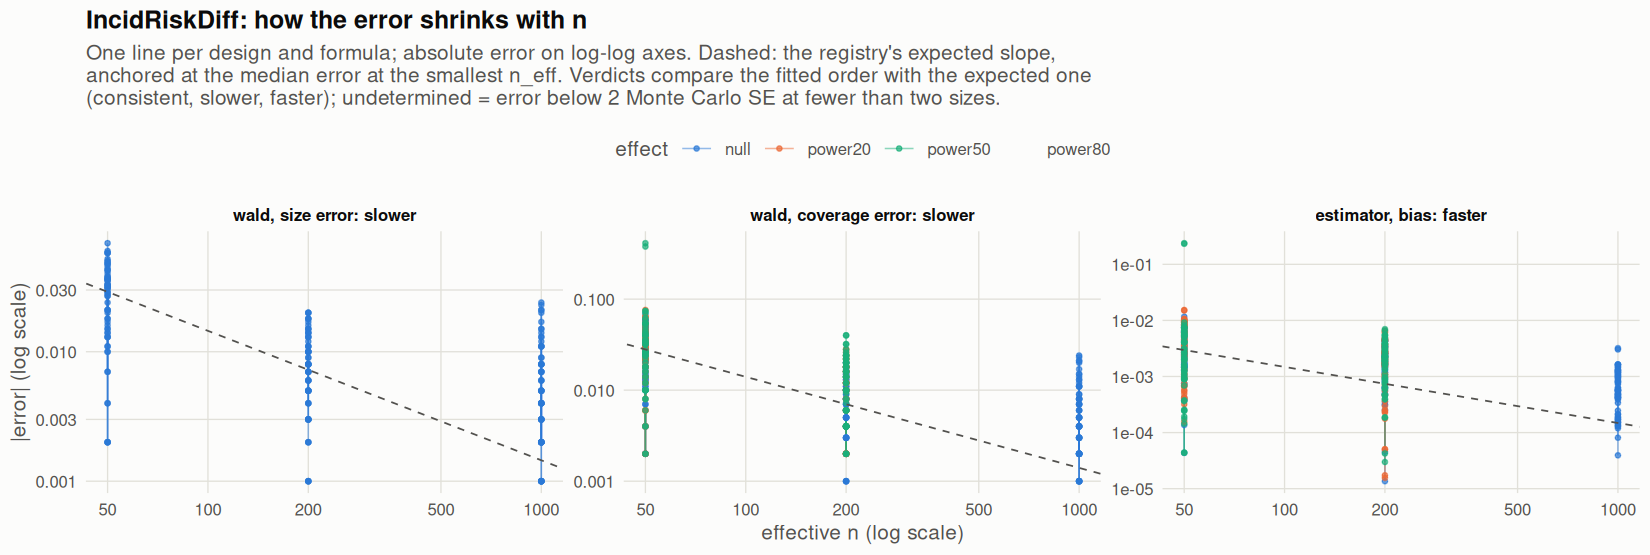 IncidRiskDiff: how the error shrinks with n
One line per design and formula; absolute error on log-log axes. Dashed: the registry's expected slope,
anchored at the median error at the smallest n_eff. Verdicts compare the fitted order with the expected one
(consistent, slower, faster); undetermined = error below 2 Monte Carlo SE at fewer than two sizes.
effect null power20 power50 power80
wald, size error: slower
wald, coverage error: slower
estimator, bias: faster
|error| (log scale)
0.030
0.010
0.003
0.001
50 100 200 500 1000
0.100
0.010
0.001
50 100 200 500 1000
1e-01
1e-02
1e-03
1e-04
1e-05
50 100 200 500 1000
effective n (log scale)